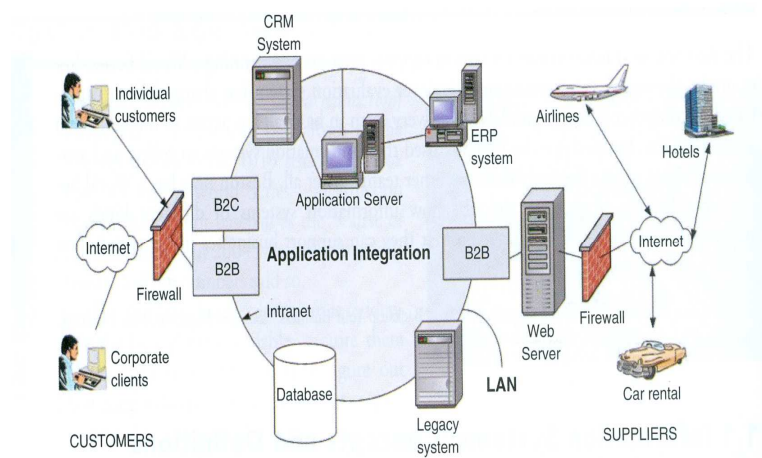 CRM
System
Individual
customers
Airlines
Hotels
ERP
system
Application Server
B2C
Internet
B2B
Application Integration
B2B
Internet
Firewall
Intranet
Web
Server
Firewall
Corporate
clients
Database
LAN
Car rental
Legacy
system
CUSTOMERS
SUPPLIERS